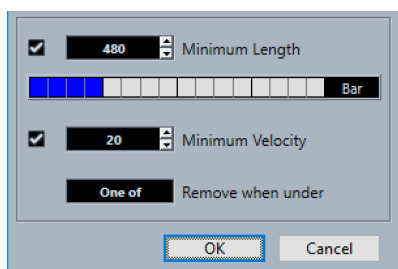 480 Minimum Length
Bar
20 Minimum Velocity
One of Remove when under
OK Cancel